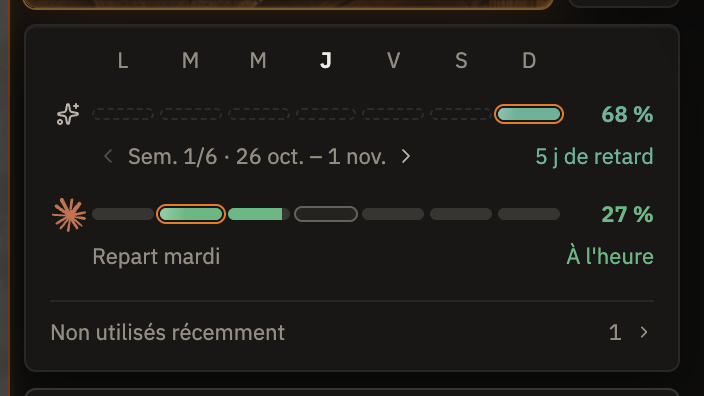 L M M J V S D
68 %
Sem. 1/6 · 26 oct. – 1 nov. 5 j de retard
27 %
Repart mardi À l'heure
Non utilisés récemment 1